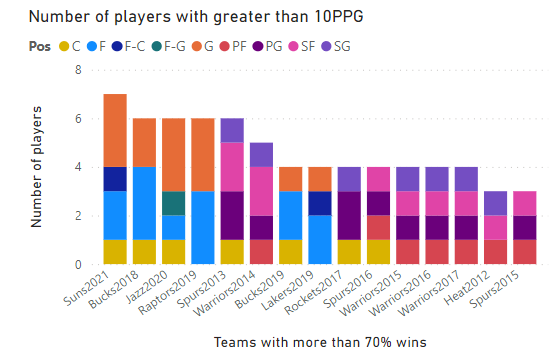 Number of players with greater than 10PPG
Pos C F F-C F-G G PF PG SF SG
8
6
4
2
0
Number of players
Suns2021
Bucks2018
Jazz2020
Raptors2019
Spurs2013
Warriors2014
Bucks2019
Lakers2019
Rockets2017
Spurs2016
Warriors2015
Warriors2016
Warriors2017
Heat2012
Spurs2015
Teams with more than 70% wins